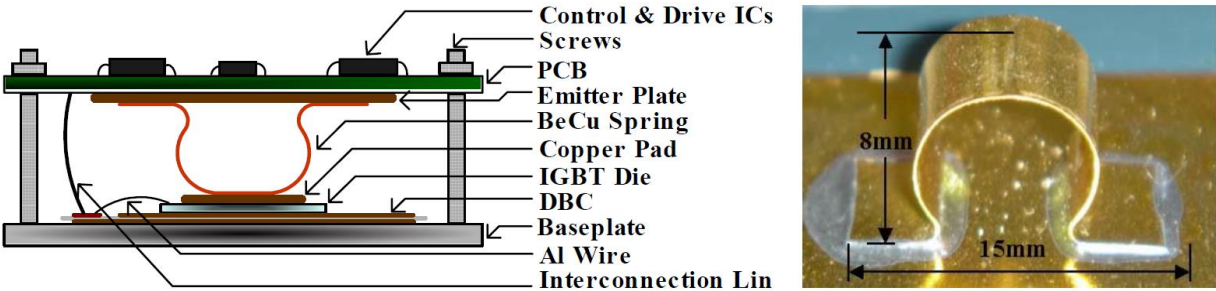 Control & Drive ICs
Screws
PCB
Emitter Plate
BeCu Spring
Copper Pad
IGBT Die
DBC
Baseplate
Al Wire
Interconnection Lin
8mm
15mm